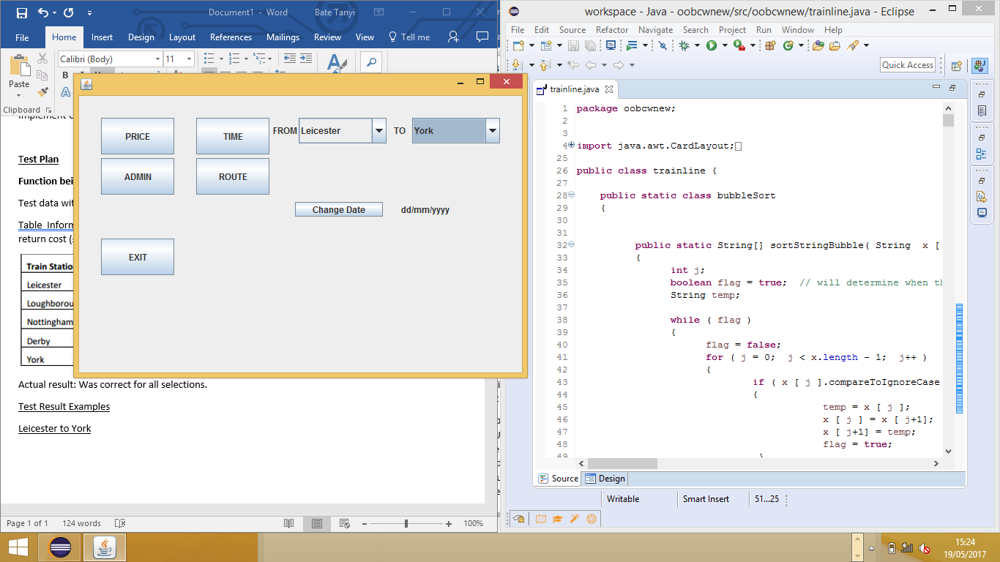 Document1 - Word
Bate Tanyi
File Home Insert Design Layout References Mailings Review View Tell me
Calibri (Body) 11
Paste
B
Clipboard
Test Plan
Function bei
Test data wit
Table Inform
return cost (
Train Statio
Leicester
Loughborou
Nottingham
Derby
York
Actual result: Was correct for all selections.
Test Result Examples
Leicester to York
Page 1 of 1 124 words
100%
PRICE TIME FROM Leicester TO York
ADMIN ROUTE
Change Date dd/mm/yyyy
EXIT
workspace - Java - oobcwnew/src/oobcwnew/trainline.java - Eclipse
File Edit Source Refactor Navigate Search Project Run Window Help
Quick Access
trainline.java
1 package oobcwnew;
2
3
4 import java.awt.CardLayout;
25
26 public class trainline {
27
28 public static class bubbleSort
29 {
30
31
32 public static String[] sortStringBubble( String x [
33 {
34 int j;
35 boolean flag = true; // will determine when th
36 String temp;
37
38 while ( flag )
39 {
40 flag = false;
41 for ( j = 0; j < x.length - 1; j++ )
42 {
43 if ( x [ j ].compareToIgnoreCase
44 {
45 temp = x [ j ];
46 x [ j ] = x [ j+1];
47 x [ j+1] = temp;
48 flag = true;
49 }
Source Design
Writable Smart Insert 51...25
15:24
19/05/2017